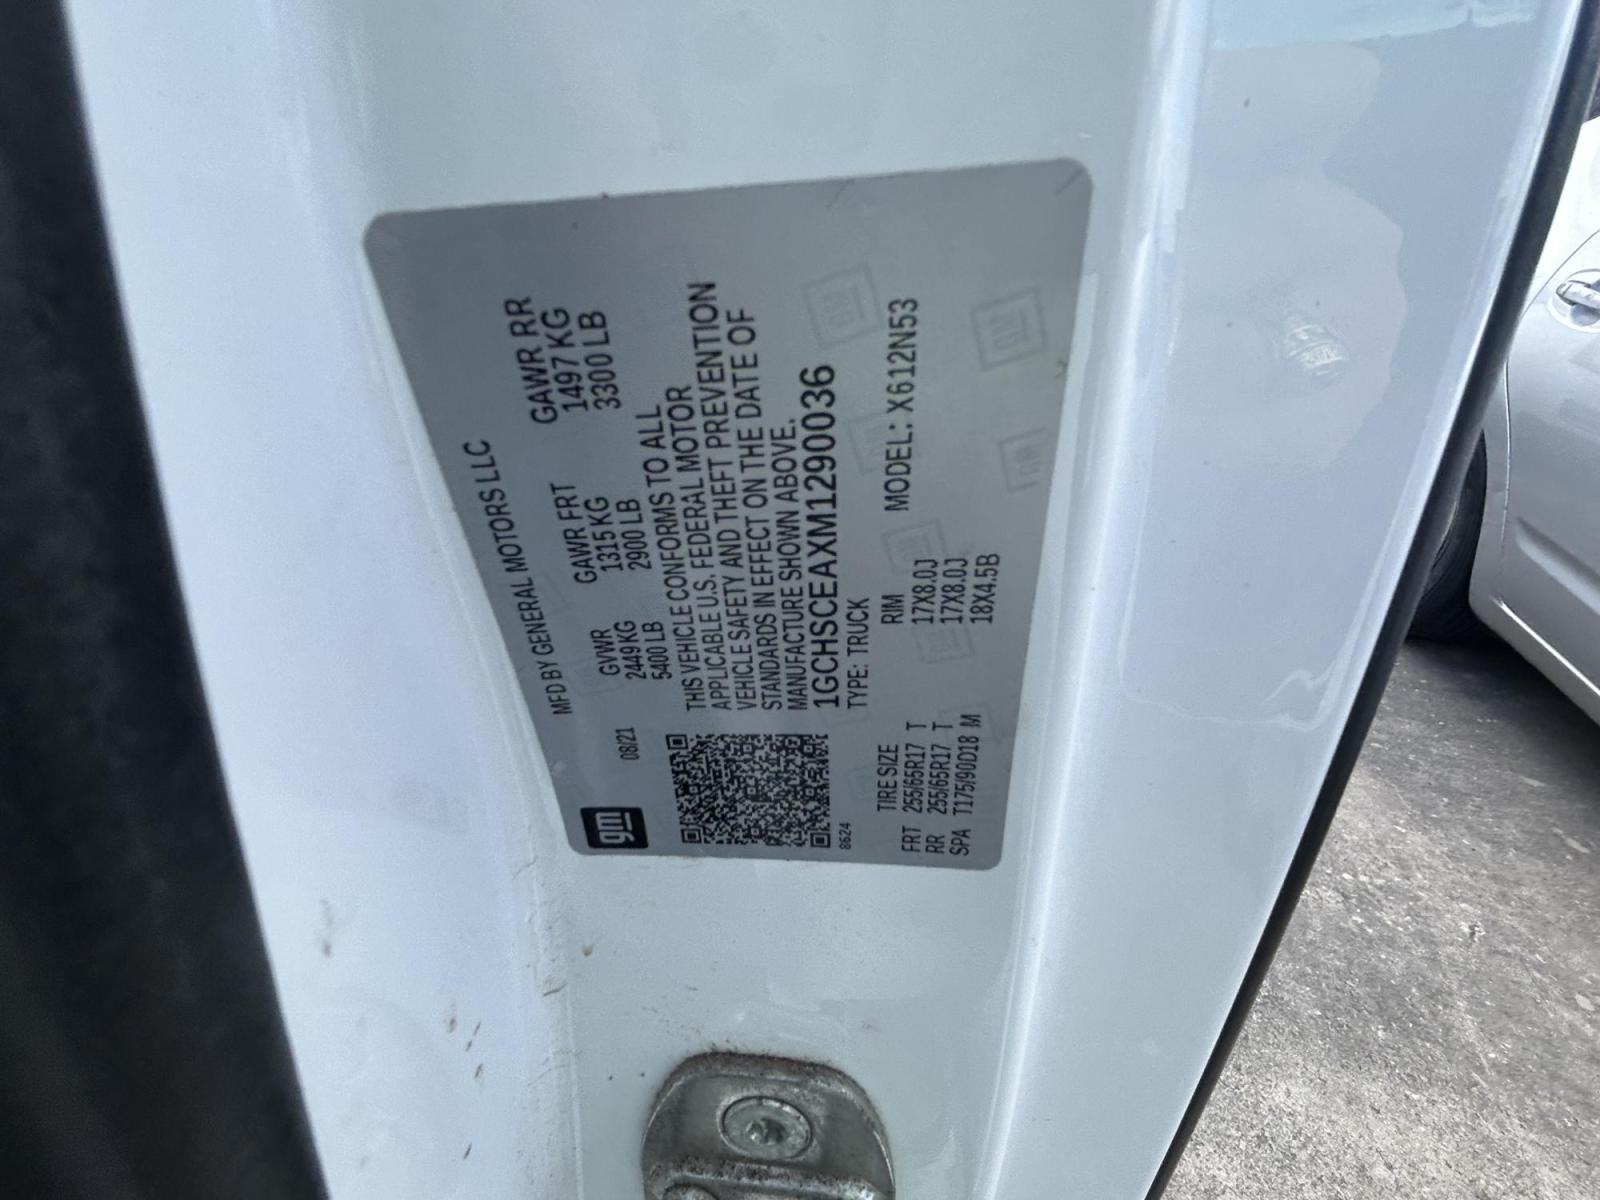 MFD BY GENERAL MOTORS LLC
gm 08/21
GVWR GAWR FRT GAWR RR
2449 KG 1315 KG 1497 KG
5400 LB 2900 LB 3300 LB
THIS VEHICLE CONFORMS TO ALL
APPLICABLE U.S. FEDERAL MOTOR
VEHICLE SAFETY AND THEFT PREVENTION
STANDARDS IN EFFECT ON THE DATE OF
MANUFACTURE SHOWN ABOVE.
1GCHSCEAXM1290036
8624 TYPE: TRUCK MODEL: X612N53
TIRE SIZE RIM
FRT 255/65R17 T 17X8.0J
RR 255/65R17 T 17X8.0J
SPA T175/90D18 M 18X4.5B